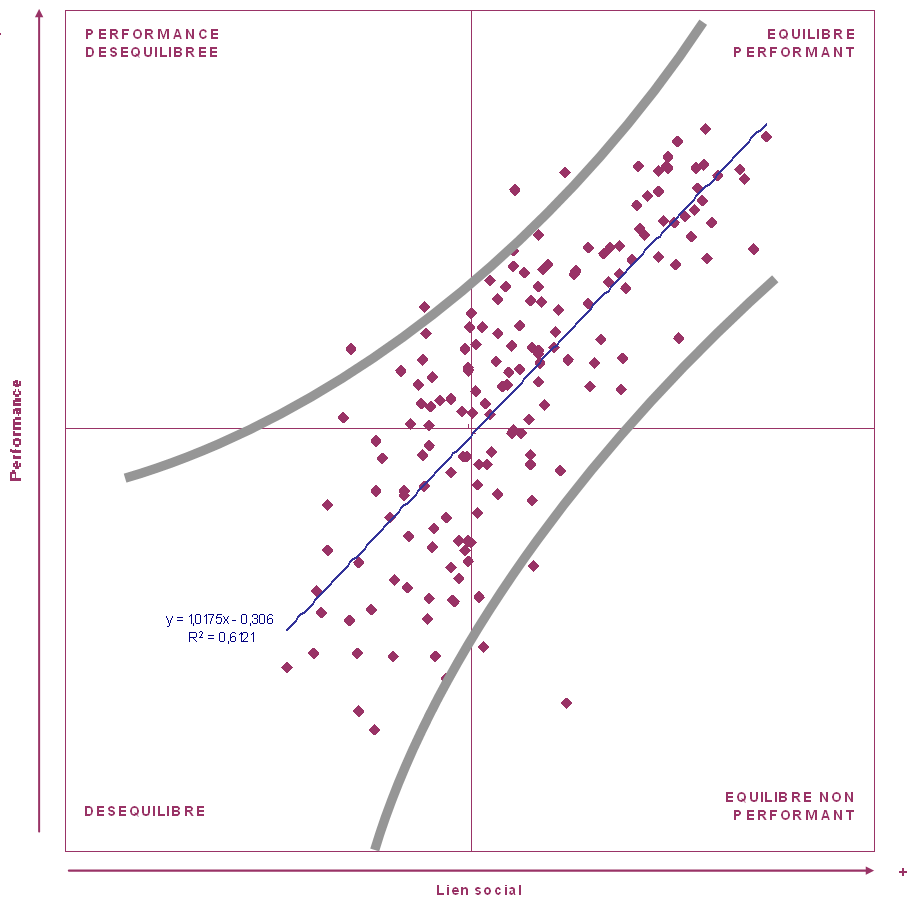 PERFORMANCE
DESEQUILIBREE
EQUILIBRE
PERFORMANT
Performance
y = 1,0175x - 0,306
R² = 0,6121
DESEQUILIBRE
EQUILIBRE NON
PERFORMANT
+
Lien social